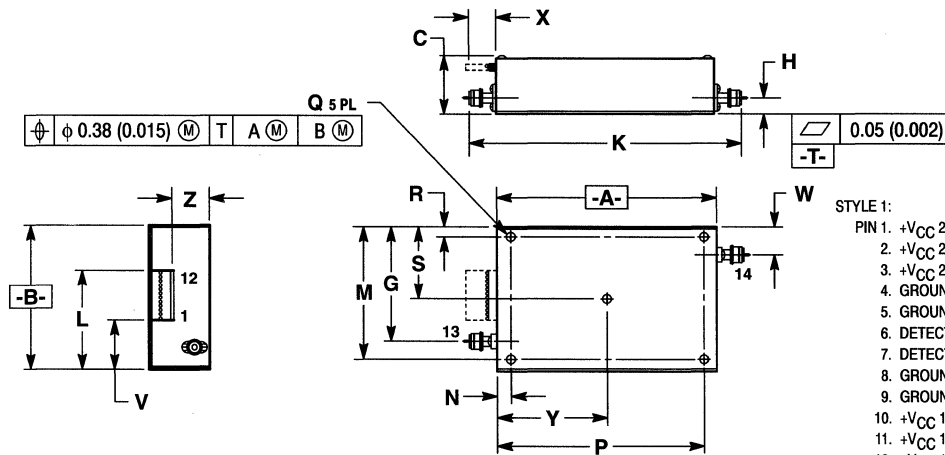 X
C
H
Q 5 PL
⌖ ϕ 0.38 (0.015) Ⓜ T A Ⓜ B Ⓜ
K
▱ 0.05 (0.002)
-T-
Z
R
-A-
W
12
1
-B-
L
V
M
G
S
14
13
N
Y
P
STYLE 1:
PIN 1. +VCC 2
2. +VCC 2
3. +VCC 2
4. GROUN
5. GROUN
6. DETECT
7. DETECT
8. GROUN
9. GROUN
10. +VCC 1
11. +VCC 1